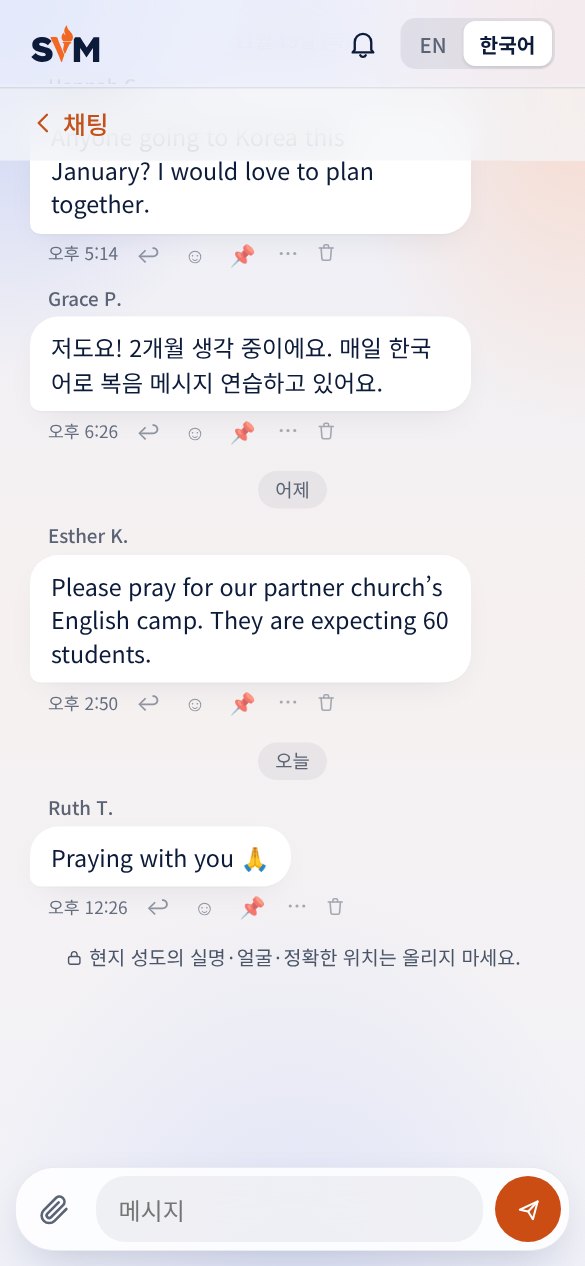 SVM
EN
한국어
채팅
Anyone going to Korea this
January? I would love to plan
together.
오후 5:14
Grace P.
저도요! 2개월 생각 중이에요. 매일 한국
어로 복음 메시지 연습하고 있어요.
오후 6:26
어제
Esther K.
Please pray for our partner church’s
English camp. They are expecting 60
students.
오후 2:50
오늘
Ruth T.
Praying with you 🙏
오후 12:26
현지 성도의 실명·얼굴·정확한 위치는 올리지 마세요.
메시지